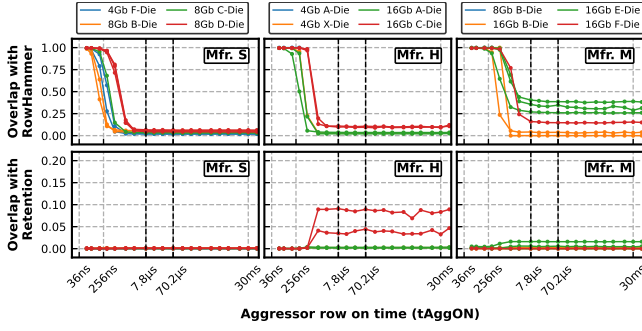 4Gb F-Die 8Gb C-Die
8Gb B-Die 8Gb D-Die
4Gb A-Die 16Gb A-Die
4Gb X-Die 16Gb C-Die
8Gb B-Die 16Gb E-Die
16Gb B-Die 16Gb F-Die
Overlap with
RowHammer
1.00
0.75
0.50
0.25
0.00
Mfr. S
Mfr. H
Mfr. M
Overlap with
Retention
0.20
0.15
0.10
0.05
0.00
Mfr. S
Mfr. H
Mfr. M
36ns 256ns 7.8µs 70.2µs 30ms
36ns 256ns 7.8µs 70.2µs 30ms
36ns 256ns 7.8µs 70.2µs 30ms
Aggressor row on time (tAggON)